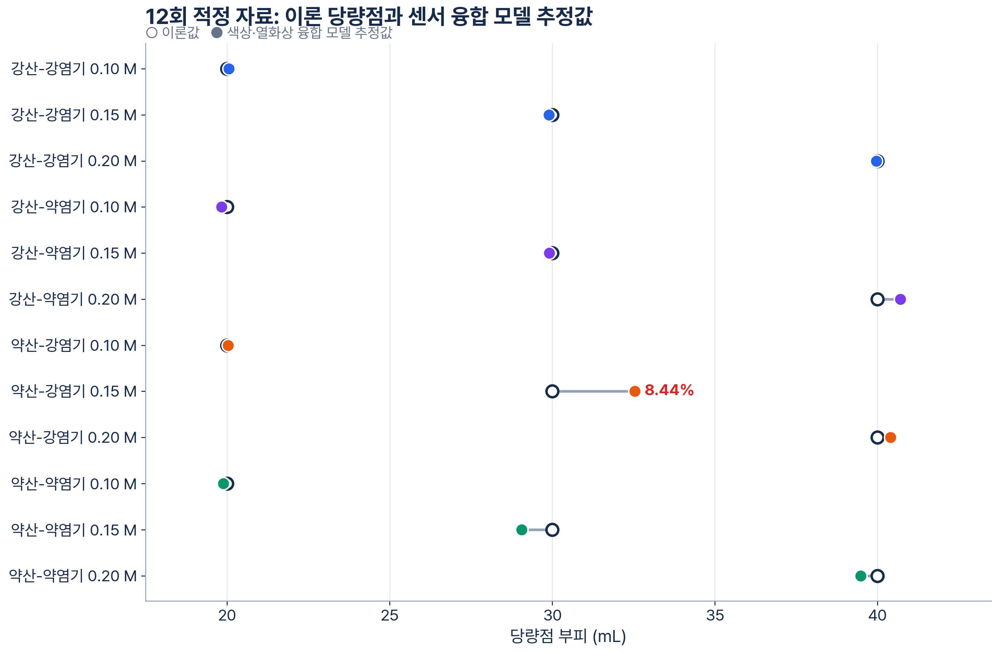 12회 적정 자료: 이론 당량점과 센서 융합 모델 추정값
이론값 색상·열화상 융합 모델 추정값
강산-강염기 0.10 M
강산-강염기 0.15 M
강산-강염기 0.20 M
강산-약염기 0.10 M
강산-약염기 0.15 M
강산-약염기 0.20 M
약산-강염기 0.10 M
약산-강염기 0.15 M
8.44%
약산-강염기 0.20 M
약산-약염기 0.10 M
약산-약염기 0.15 M
약산-약염기 0.20 M
20 25 30 35 40
당량점 부피 (mL)